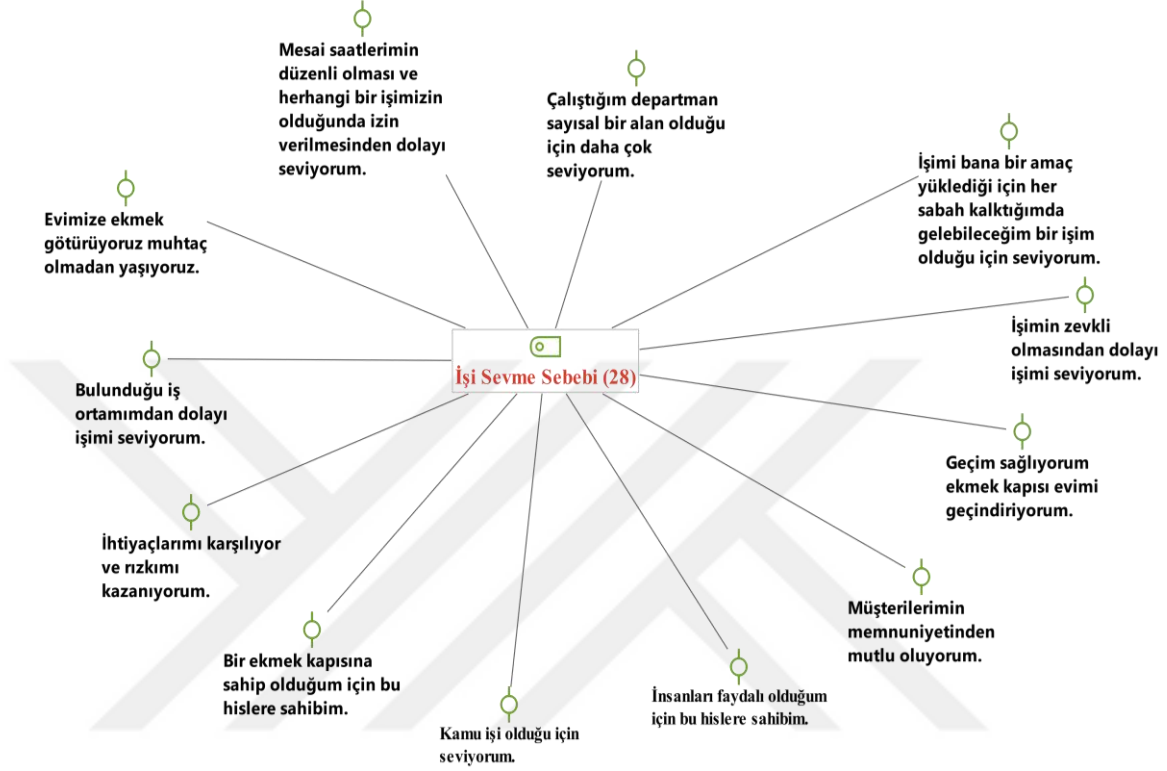 Mesai saatlerimin
düzenli olması ve
herhangi bir işimizin
olduğunda izin
verilmesinden dolayı
seviyorum.
Çalıştığım departman
sayısal bir alan olduğu
için daha çok
seviyorum.
İşimi bana bir amaç
yüklediği için her
sabah kalktığımda
gelebileceğim bir işim
olduğu için seviyorum.
Evimize ekmek
götürüyoruz muhtaç
olmadan yaşıyoruz.
İşimin zevkli
olmasından dolayı
işimi seviyorum.
İşi Sevme Sebebi (28)
Bulunduğu iş
ortamımdan dolayı
işimi seviyorum.
Geçim sağlıyorum
ekmek kapısı evimi
geçindiriyorum.
İhtiyaçlarımı karşılıyor
ve rızkımı
kazanıyorum.
Müşterilerimin
memnuniyetinden
mutlu oluyorum.
Bir ekmek kapısına
sahip olduğum için bu
hislere sahibim.
İnsanları faydalı olduğum
için bu hislere sahibim.
Kamu işi olduğu için
seviyorum.